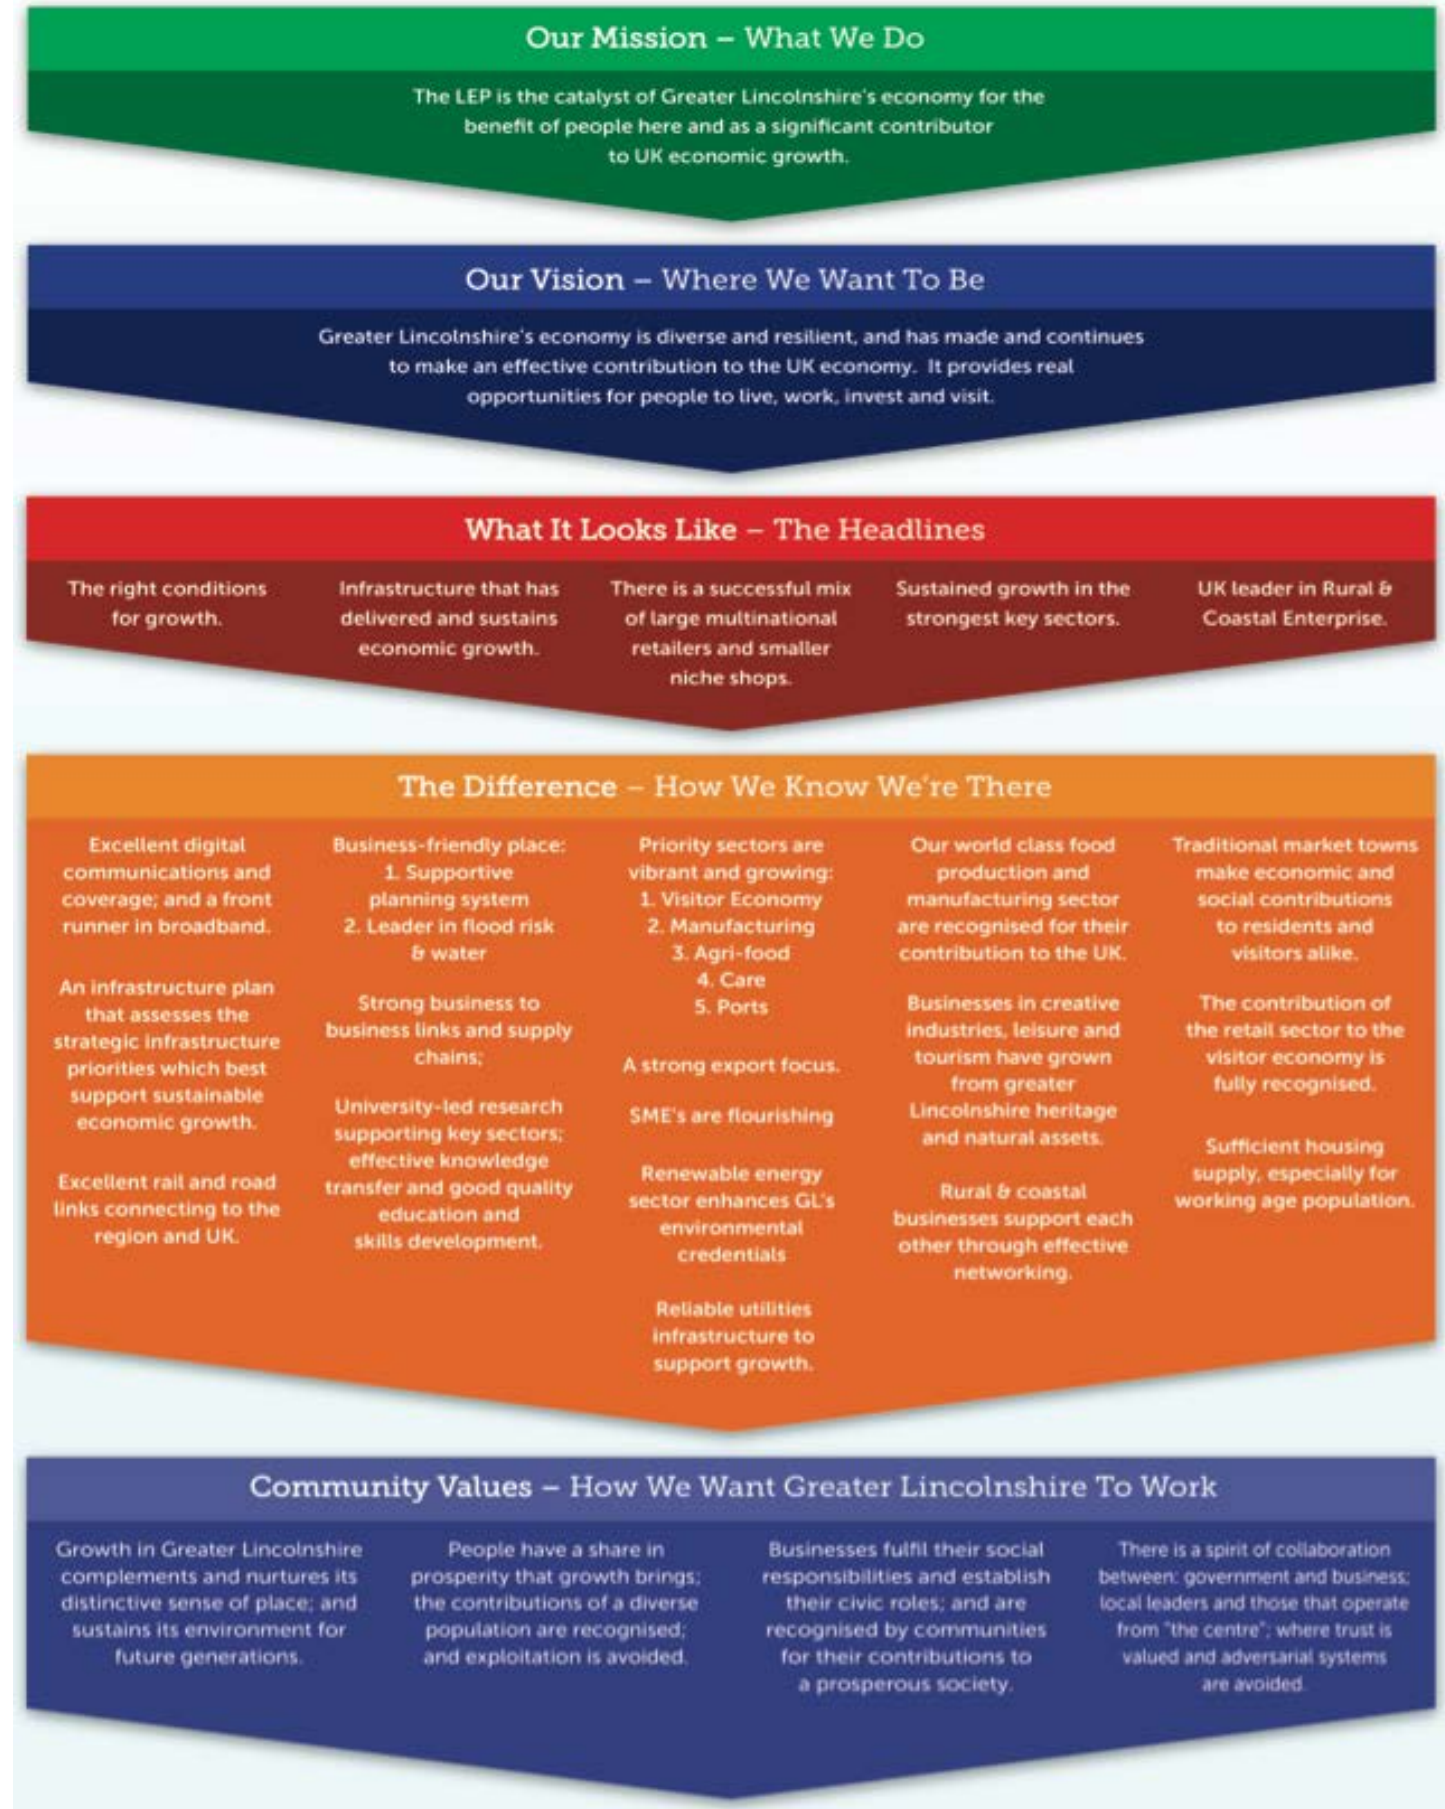 Our Mission – What We Do
The LEP is the catalyst of Greater Lincolnshire's economy for the
benefit of people here and as a significant contributor
to UK economic growth.
Our Vision – Where We Want To Be
Greater Lincolnshire's economy is diverse and resilient, and has made and continues
to make an effective contribution to the UK economy. It provides real
opportunities for people to live, work, invest and visit.
What It Looks Like – The Headlines
The right conditions
for growth.
Infrastructure that has
delivered and sustains
economic growth.
There is a successful mix
of large multinational
retailers and smaller
niche shops.
Sustained growth in the
strongest key sectors.
UK leader in Rural &
Coastal Enterprise.
The Difference – How We Know We're There
Excellent digital
communications and
coverage; and a front
runner in broadband.
An infrastructure plan
that assesses the
strategic infrastructure
priorities which best
support sustainable
economic growth.
Excellent rail and road
links connecting to the
region and UK.
Business-friendly place:
1. Supportive
planning system
2. Leader in flood risk
& water
Strong business to
business links and supply
chains;
University-led research
supporting key sectors;
effective knowledge
transfer and good quality
education and
skills development.
Priority sectors are
vibrant and growing:
1. Visitor Economy
2. Manufacturing
3. Agri-food
4. Care
5. Ports
A strong export focus.
SME's are flourishing
Renewable energy
sector enhances GL's
environmental
credentials
Reliable utilities
infrastructure to
support growth.
Our world class food
production and
manufacturing sector
are recognised for their
contribution to the UK.
Businesses in creative
industries, leisure and
tourism have grown
from greater
Lincolnshire heritage
and natural assets.
Rural & coastal
businesses support each
other through effective
networking.
Traditional market towns
make economic and
social contributions
to residents and
visitors alike.
The contribution of
the retail sector to the
visitor economy is
fully recognised.
Sufficient housing
supply, especially for
working age population.
Community Values – How We Want Greater Lincolnshire To Work
Growth in Greater Lincolnshire
complements and nurtures its
distinctive sense of place; and
sustains its environment for
future generations.
People have a share in
prosperity that growth brings;
the contributions of a diverse
population are recognised;
and exploitation is avoided.
Businesses fulfil their social
responsibilities and establish
their civic roles; and are
recognised by communities
for their contributions to
a prosperous society.
There is a spirit of collaboration
between: government and business;
local leaders and those that operate
from "the centre"; where trust is
valued and adversarial systems
are avoided.